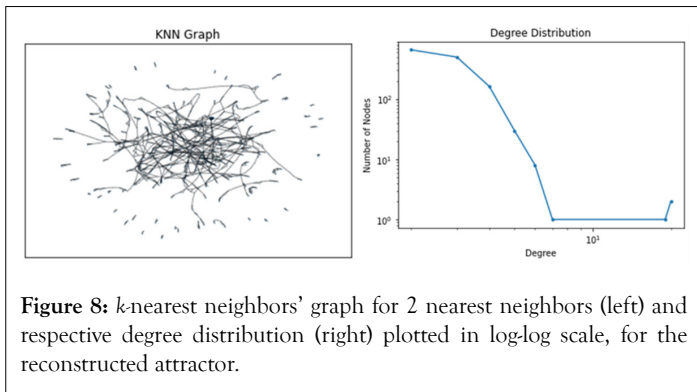 KNN Graph
Degree Distribution
Number of Nodes
10²
10¹
10⁰
10¹
Degree
Figure 8: k-nearest neighbors’ graph for 2 nearest neighbors (left) and
respective degree distribution (right) plotted in log-log scale, for the
reconstructed attractor.